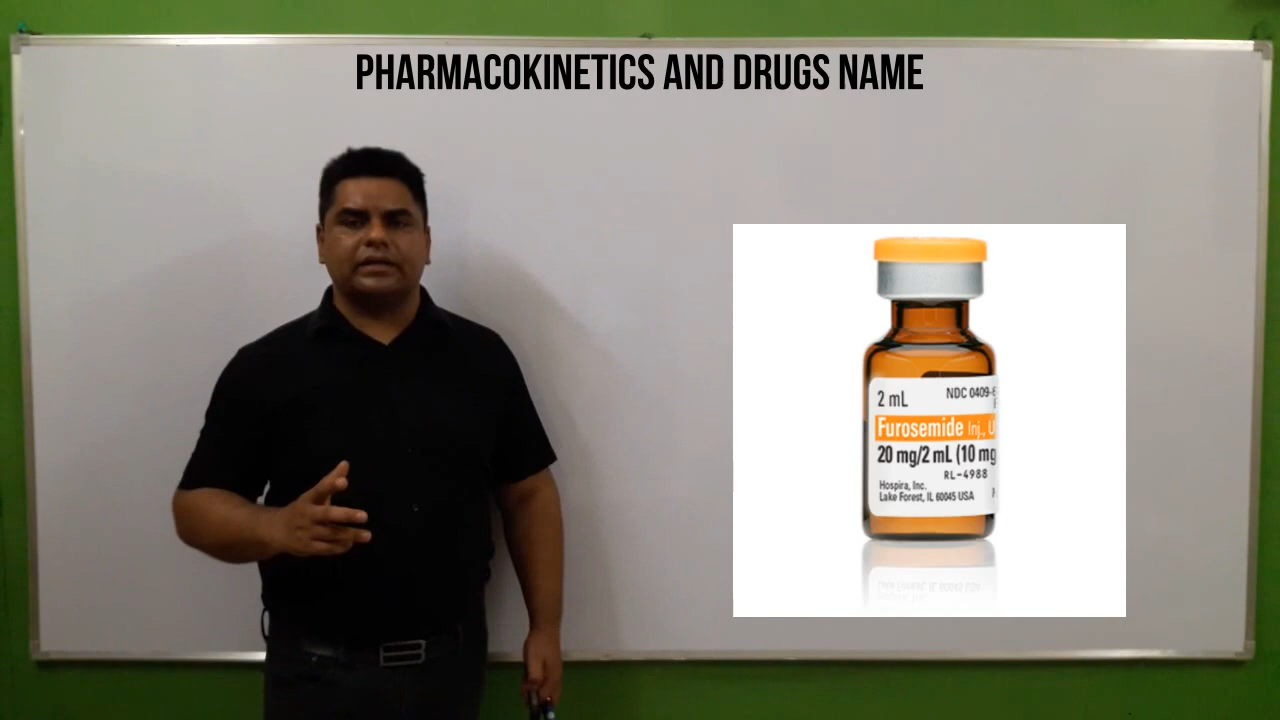 PHARMACOKINETICS AND DRUGS NAME
2 mL
NDC 0409-
Furosemide Inj.,
20 mg/2 mL (10 mg
RL-4988
Hospira, Inc.
Lake Forest, IL 60045 USA